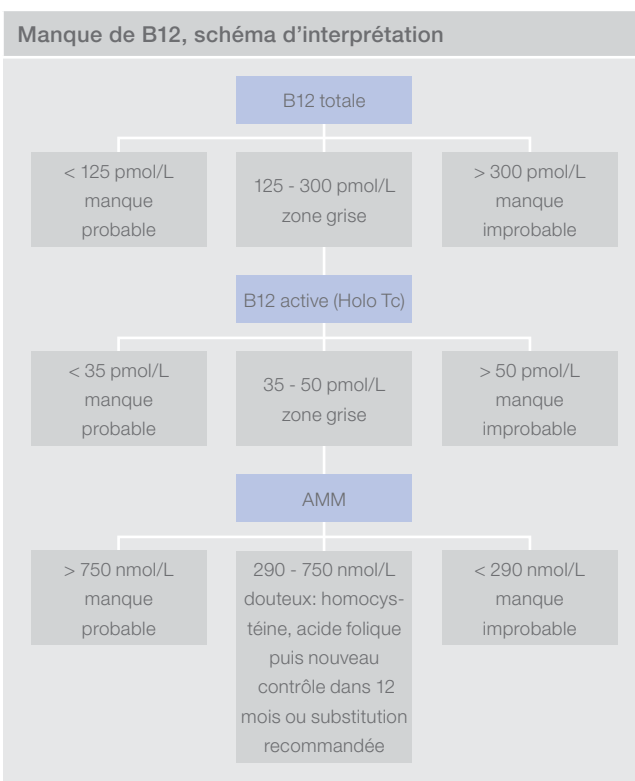 Manque de B12, schéma d’interprétation
B12 totale
< 125 pmol/L
manque
probable
125 - 300 pmol/L
zone grise
> 300 pmol/L
manque
improbable
B12 active (Holo Tc)
< 35 pmol/L
manque
probable
35 - 50 pmol/L
zone grise
> 50 pmol/L
manque
improbable
AMM
> 750 nmol/L
manque
probable
290 - 750 nmol/L
douteux: homocys-
téine, acide folique
puis nouveau
contrôle dans 12
mois ou substitution
recommandée
< 290 nmol/L
manque
improbable